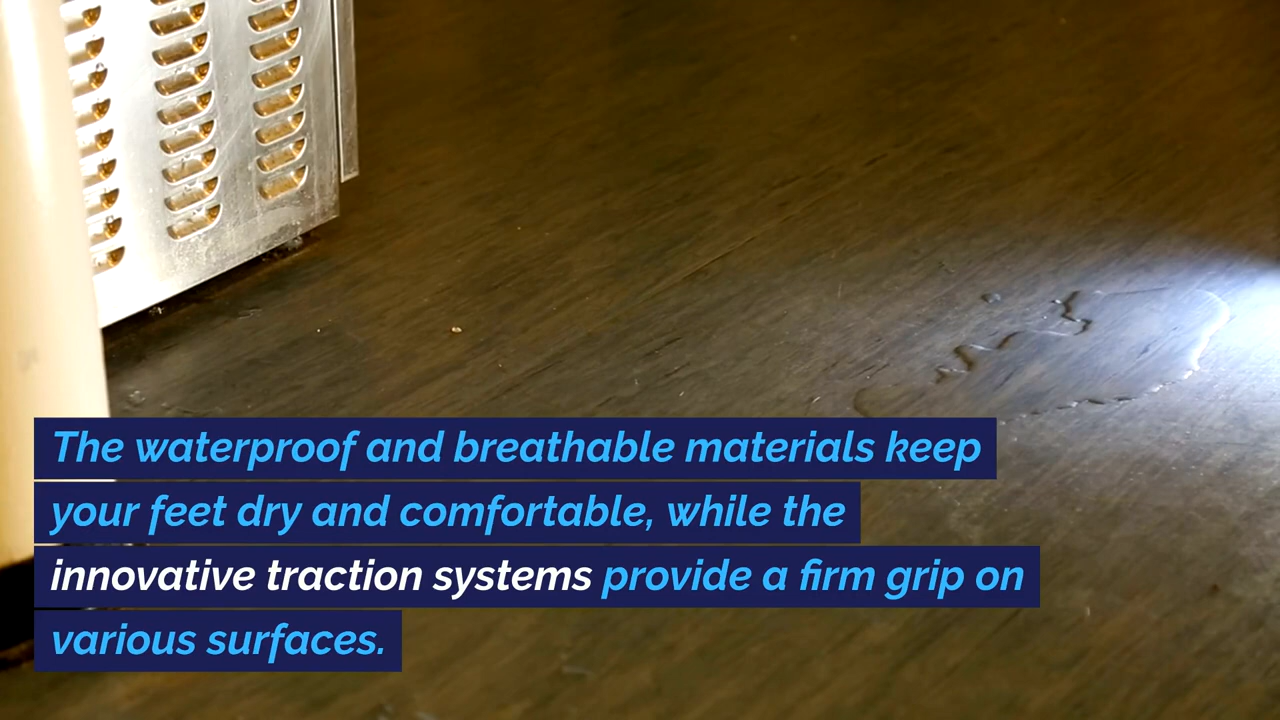 The waterproof and breathable materials keep
your feet dry and comfortable, while the
innovative traction systems provide a firm grip on
various surfaces.